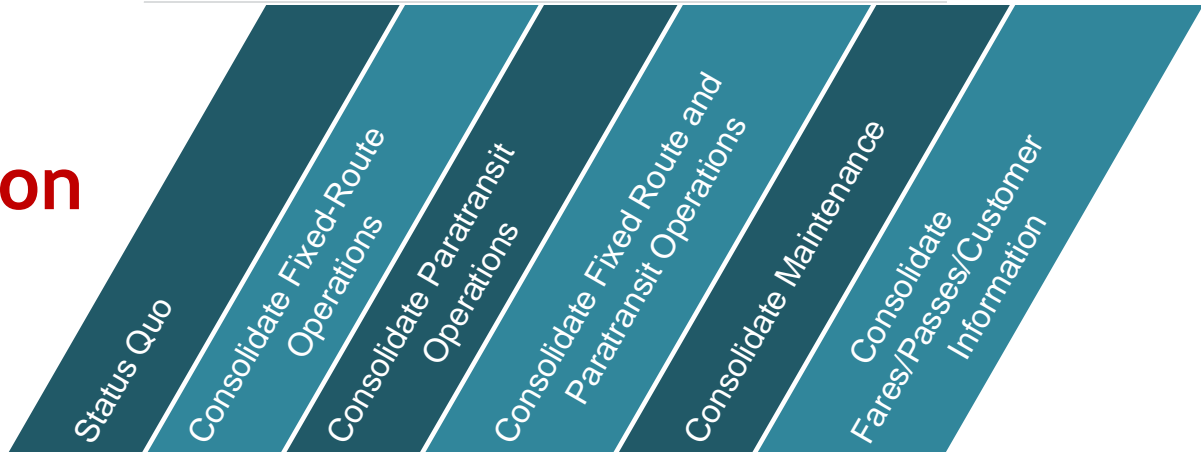 on
Status Quo
Consolidate Fixed-Route
Operations
Consolidate Paratransit
Operations
Consolidate Fixed Route and
Paratransit Operations
Consolidate Maintenance
Consolidate
Fares/Passes/Customer
Information